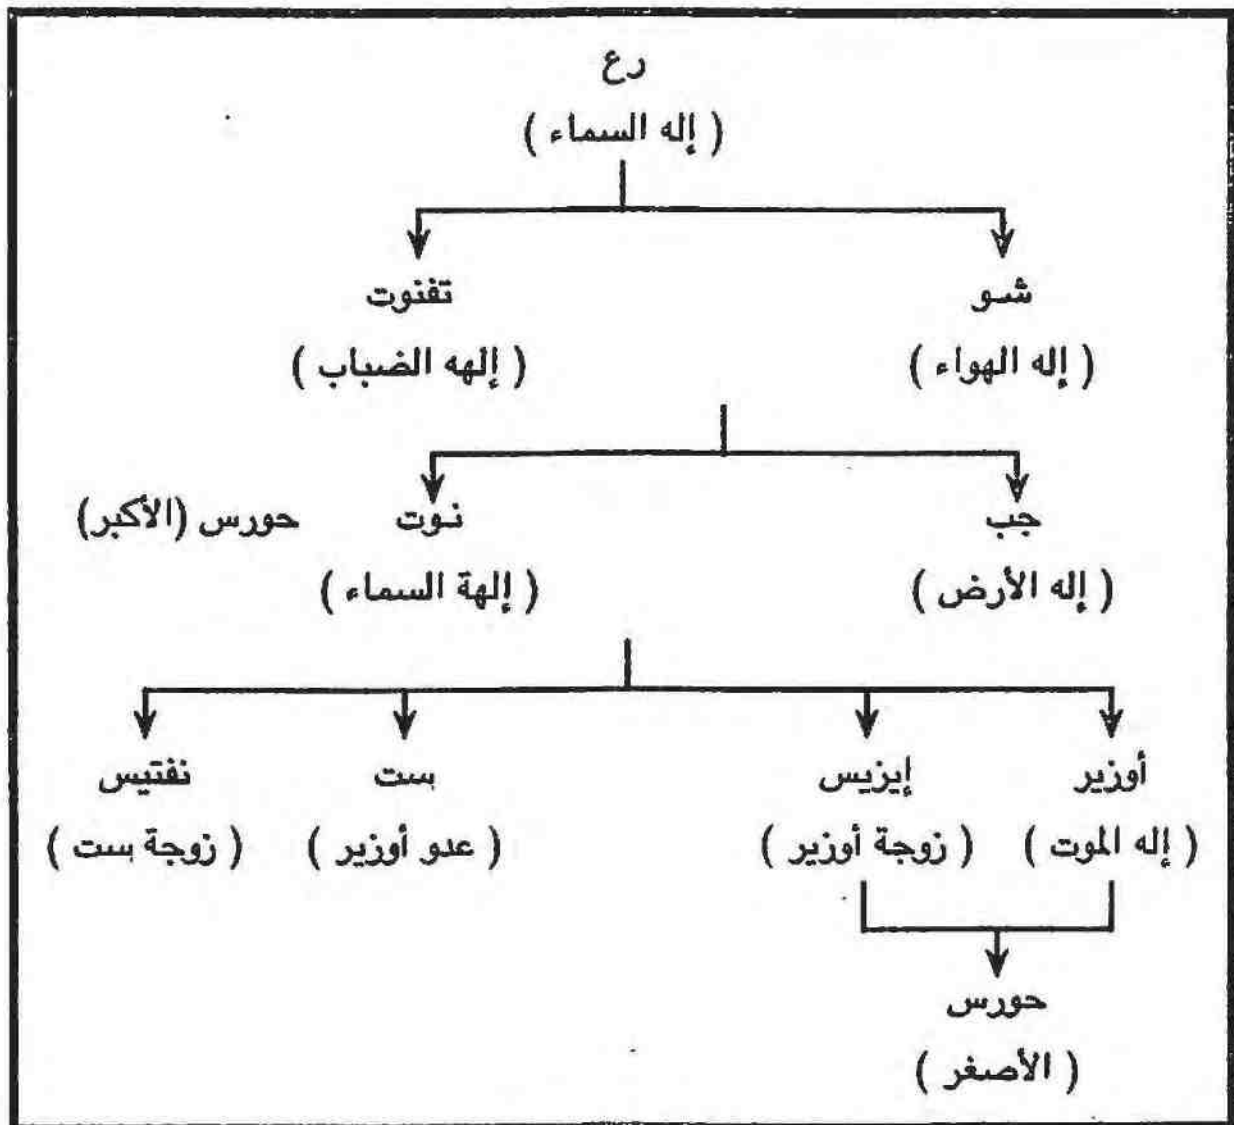 رع
( إله السماء )
شو تفنوت
( إله الهواء ) ( إلهه الضباب )
جب نوت حورس (الأكبر)
( إله الأرض ) ( إلهة السماء )
أوزير إيزيس ست نفتيس
( إله الموت ) ( زوجة أوزير ) ( عدو أوزير ) ( زوجة ست )
حورس
( الأصغر )